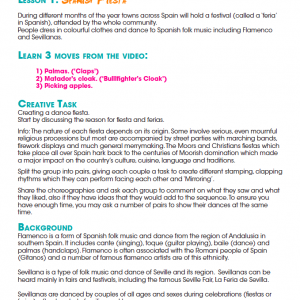 LESSON 1: SPANISH FIESTA
During different months of the year towns across Spain will hold a festival (called a 'feria'
in Spanish), attended by the whole community.
People dress in colourful clothes and dance to Spanish folk music including Flamenco
and Sevillanas.
LEARN 3 MOVES FROM THE VIDEO:
1) Palmas, ('Claps')
2) Matador's cloak, ('Bullfighter's Cloak')
3) Picking apples.
CREATIVE TASK
Creating a dance fiesta.
Start by discussing the reason for fiesta and ferias.
Info: The nature of each fiesta depends on its origin. Some involve serious, even mournful
religious processions but most are accompanied by street parties with marching bands,
firework displays and much general merrymaking. The Moors and Christians fiestas which
take place all over Spain hark back to the centuries of Moorish domination which made
a major impact on the country's culture, cuisine, language and traditions.
Split the group into pairs, giving each couple a task to create different stamping, clapping
rhythms which they can perform facing each other and 'Mirroring'.
Share the choreographies and ask each group to comment on what they saw and what
they liked, also if they have ideas that they would add to the sequence. To ensure you
have enough time, you may ask a number of pairs to show their dances at the same
time.
BACKGROUND
Flamenco is a form of Spanish folk music and dance from the region of Andalusia in
southern Spain. It includes cante (singing), toque (guitar playing), baile (dance) and
palmas (handclaps). Flamenco is often associated with the Romani people of Spain
(Gitanos) and a number of famous flamenco artists are of this ethnicity.
Sevillana is a type of folk music and dance of Seville and its region. Sevillanas can be
heard mainly in fairs and festivals, including the famous Seville Fair, La Feria de Sevilla.
Sevillanas are danced by couples of all ages and sexes during celebrations (fiestas or